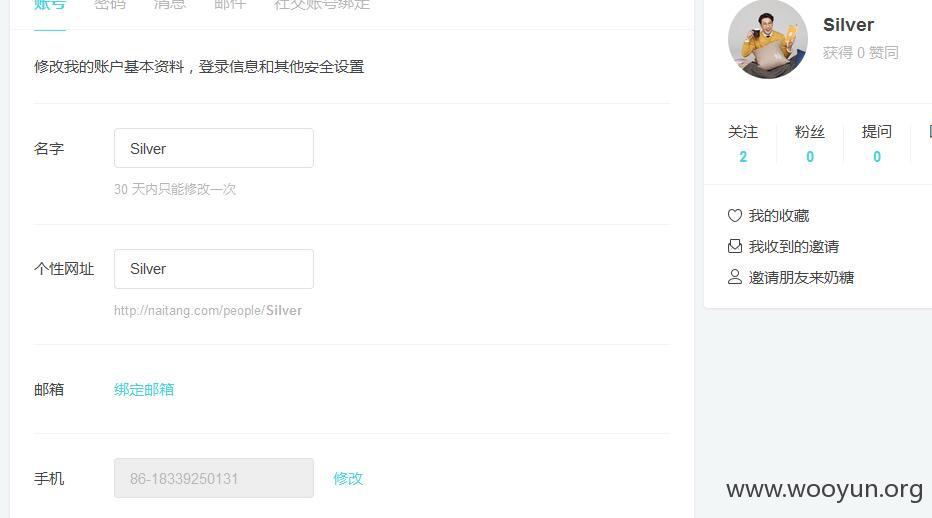 账号 密码 消息 邮件 社交账号绑定
修改我的账户基本资料，登录信息和其他安全设置
名字 Silver
30 天内只能修改一次
个性网址 Silver
http://naitang.com/people/Silver
邮箱 绑定邮箱
手机 86-18339250131 修改
Silver
获得 0 赞同
关注 粉丝 提问
2 0 0
我的收藏
我收到的邀请
邀请朋友来奶糖
www.wooyun.org